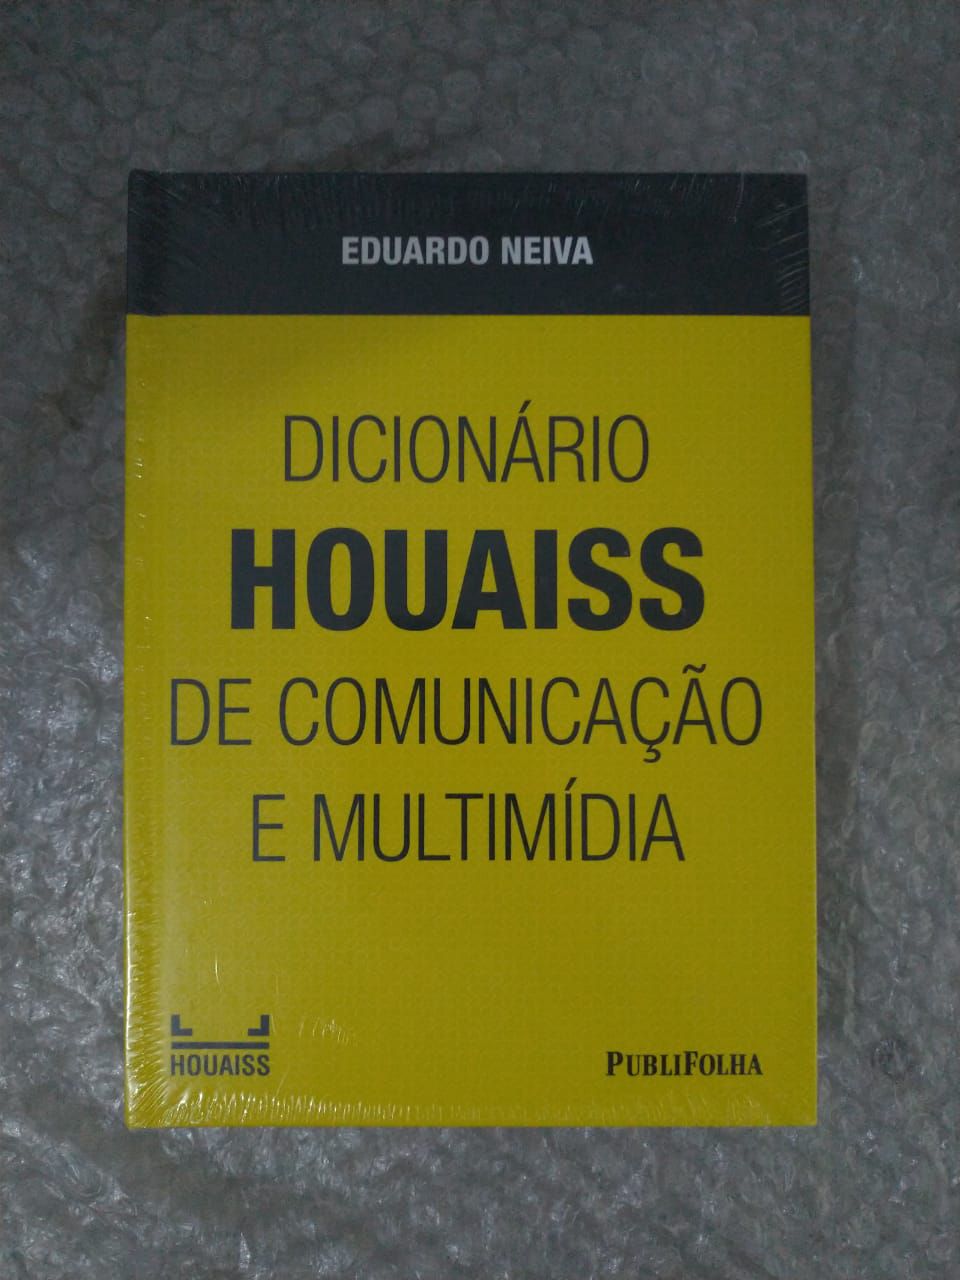 EDUARDO NEIVA
DICIONÁRIO
HOUAISS
DE COMUNICAÇÃO
E MULTIMÍDIA
HOUAISS
PUBLIFOLHA